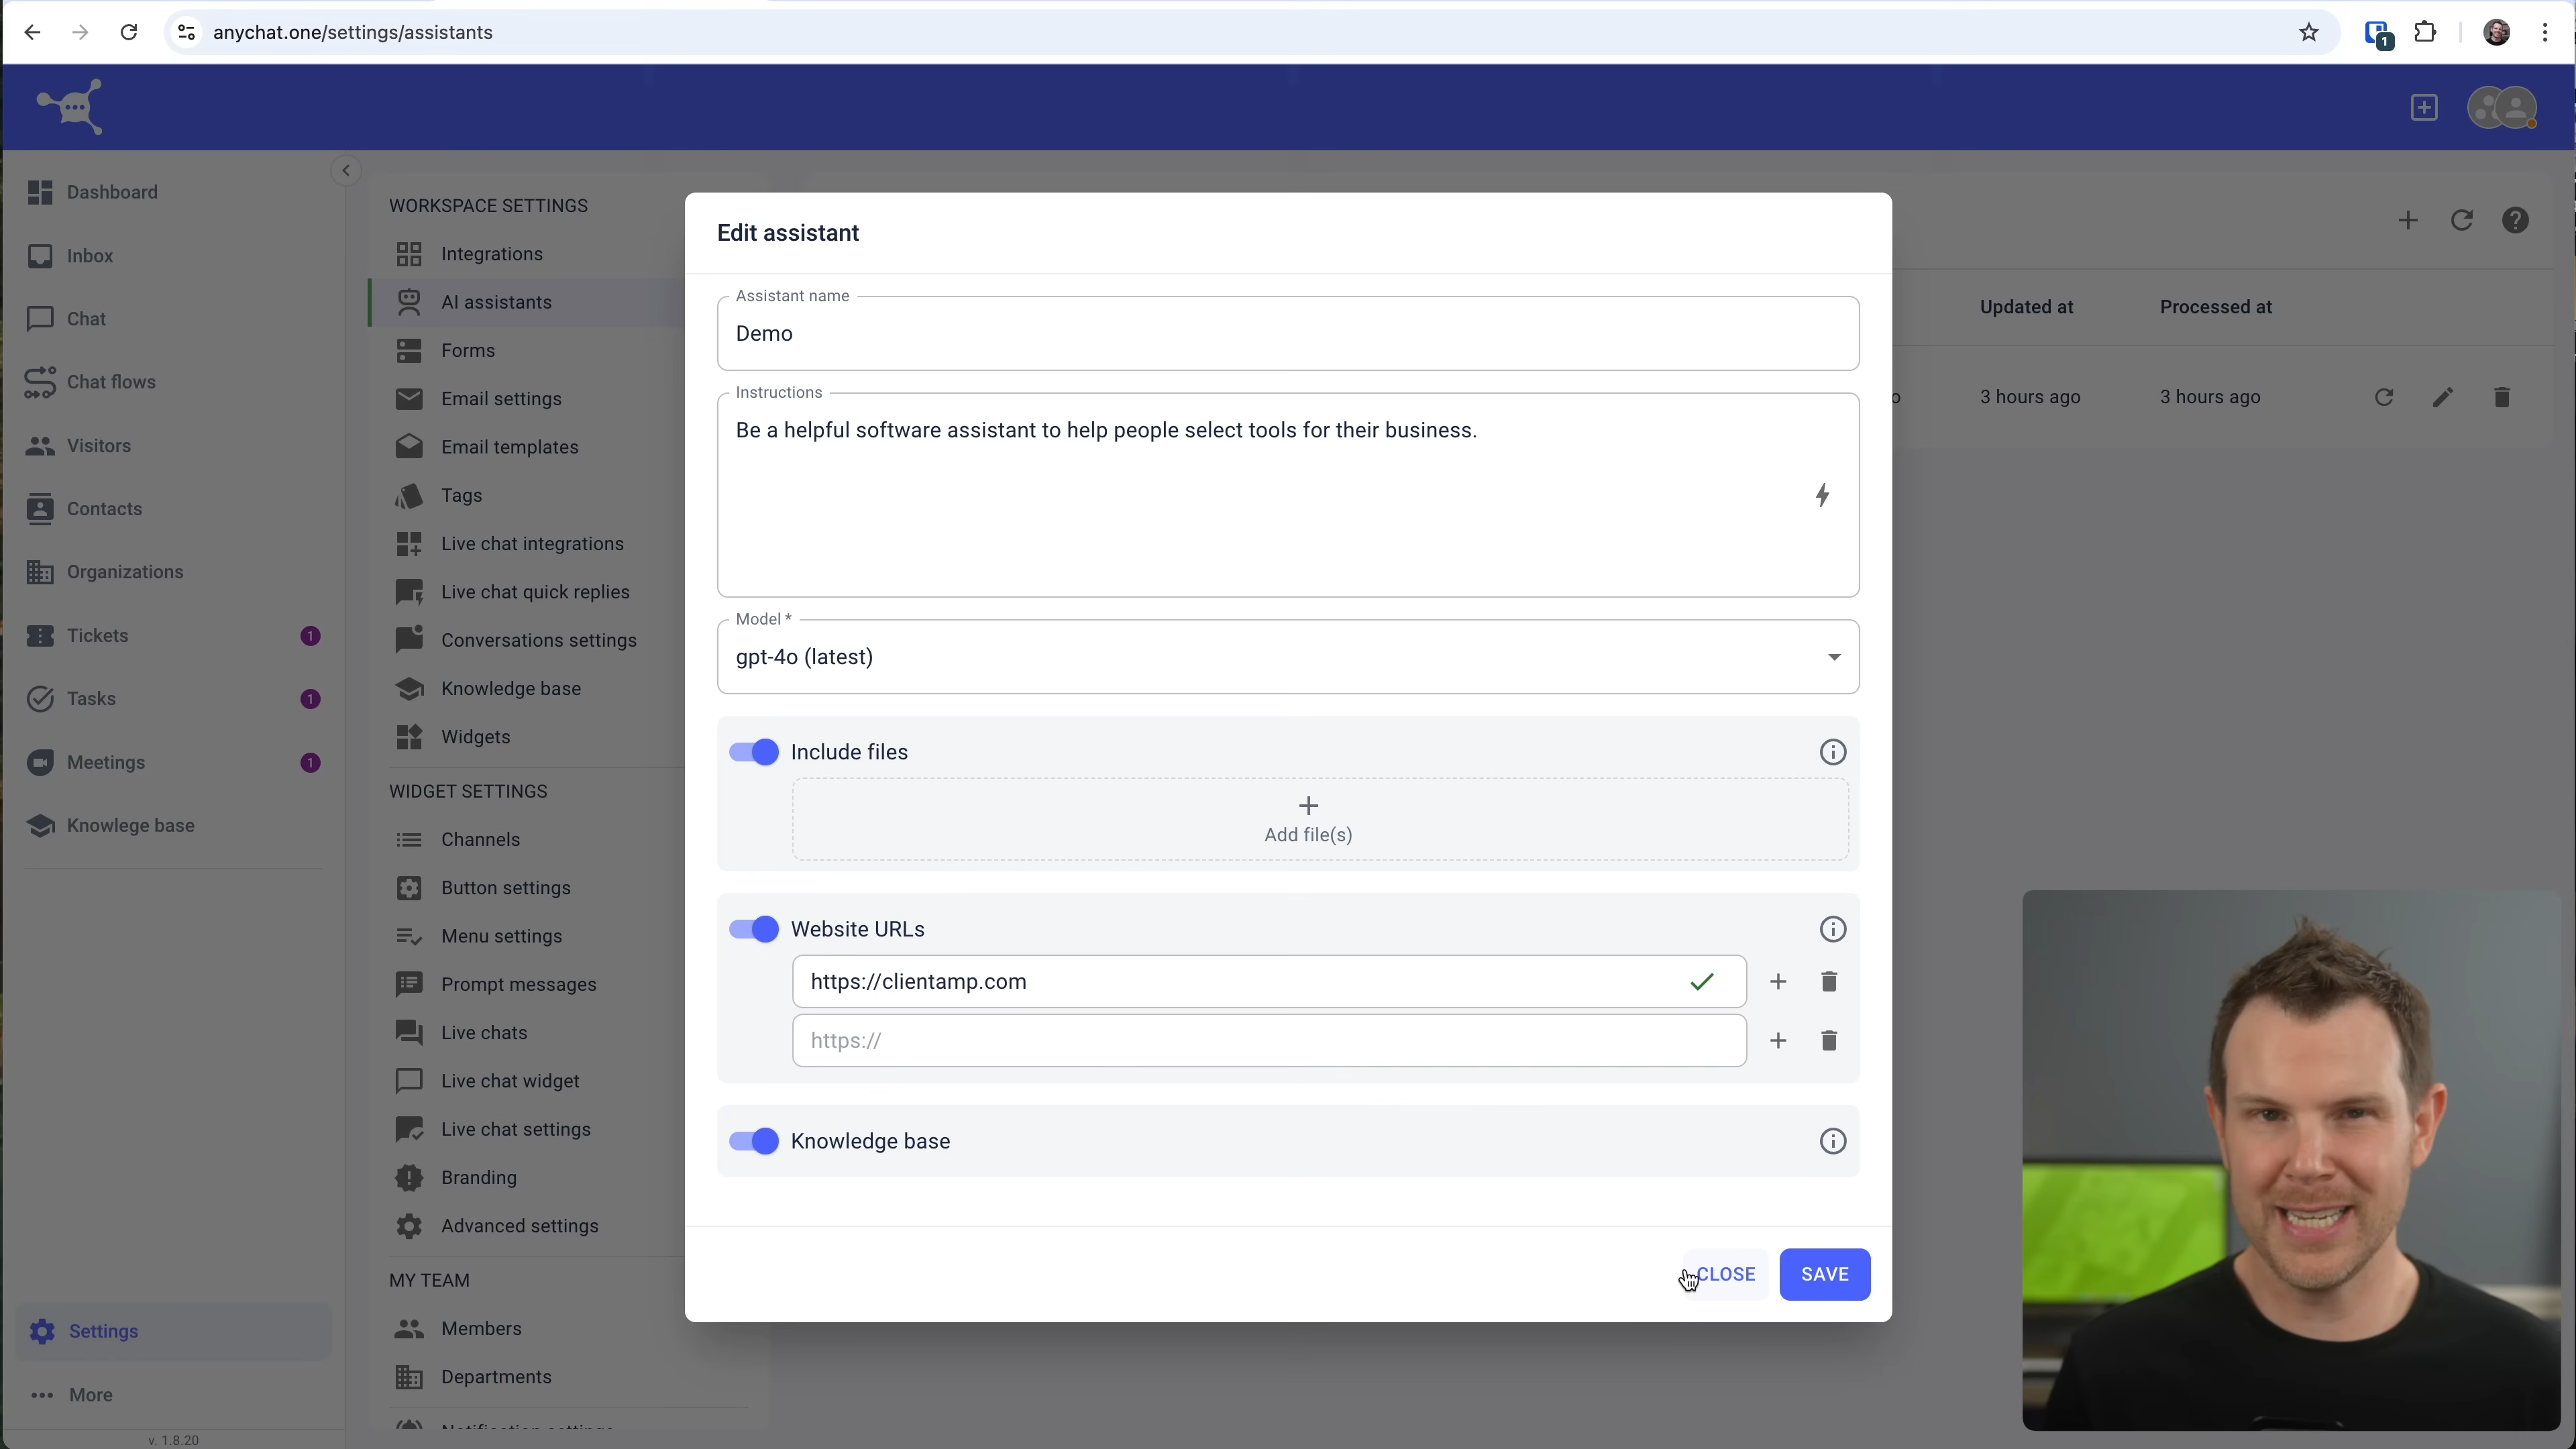 anychat.one/settings/assistants
1
Dashboard
Inbox
Chat
Chat flows
Visitors
Contacts
Organizations
Tickets 1
Tasks 1
Meetings 1
Knowlege base
Settings
More
v. 1.8.20
WORKSPACE SETTINGS
Integrations
AI assistants
Forms
Email settings
Email templates
Tags
Live chat integrations
Live chat quick replies
Conversations settings
Knowledge base
Widgets
WIDGET SETTINGS
Channels
Button settings
Menu settings
Prompt messages
Live chats
Live chat widget
Live chat settings
Branding
Advanced settings
MY TEAM
Members
Departments
Edit assistant
Assistant name
Demo
Instructions
Be a helpful software assistant to help people select tools for their business.
Model *
gpt-4o (latest)
Include files
Add file(s)
Website URLs
https://clientamp.com
https://
Knowledge base
CLOSE
SAVE
Updated at
Processed at
3 hours ago
3 hours ago